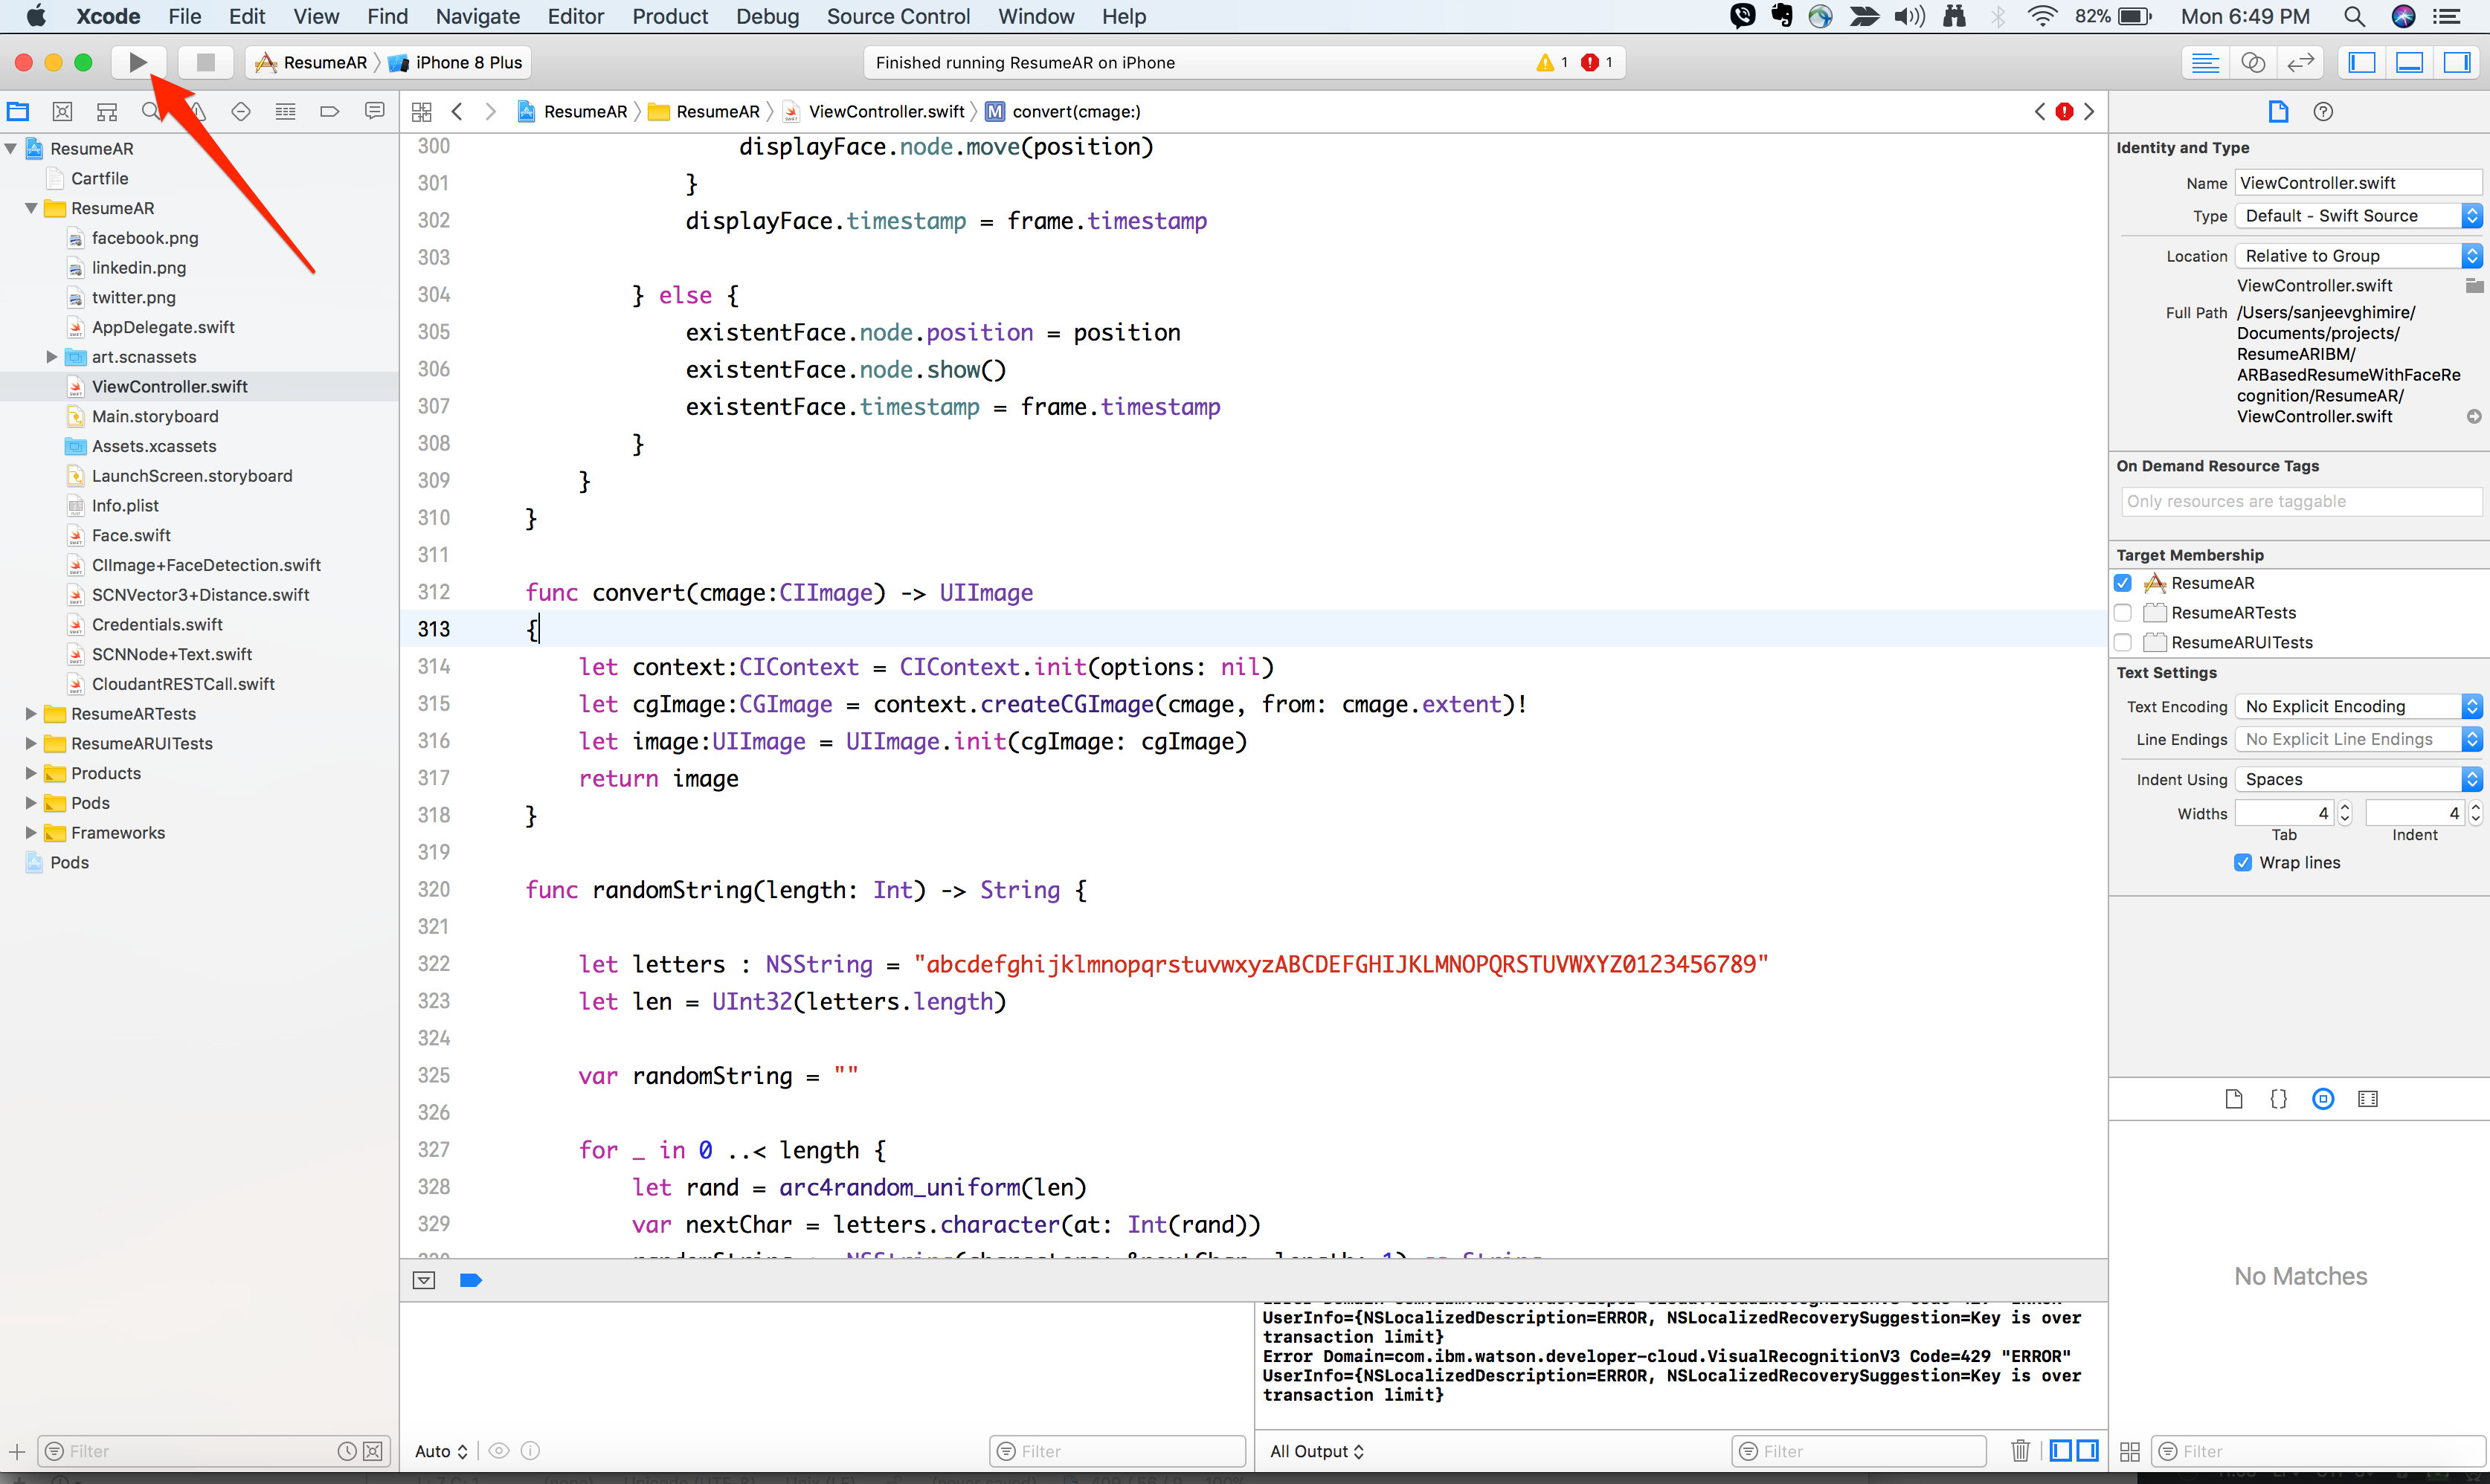 Xcode File Edit View Find Navigate Editor Product Debug Source Control Window Help 82% Mon 6:49 PM
ResumeAR iPhone 8 Plus Finished running ResumeAR on iPhone 1 1
ResumeAR ResumeAR ViewController.swift M convert(cmage:)
ResumeAR
Cartfile
ResumeAR
facebook.png
linkedin.png
twitter.png
AppDelegate.swift
art.scnassets
ViewController.swift
Main.storyboard
Assets.xcassets
LaunchScreen.storyboard
Info.plist
Face.swift
CIImage+FaceDetection.swift
SCNVector3+Distance.swift
Credentials.swift
SCNNode+Text.swift
CloudantRESTCall.swift
ResumeARTests
ResumeARUITests
Products
Pods
Frameworks
Pods
Filter
300 displayFace.node.move(position)
301 }
302 displayFace.timestamp = frame.timestamp
303
304 } else {
305 existentFace.node.position = position
306 existentFace.node.show()
307 existentFace.timestamp = frame.timestamp
308 }
309 }
310 }
311
312 func convert(cmage:CIImage) -> UIImage
313 {
314 let context:CIContext = CIContext.init(options: nil)
315 let cgImage:CGImage = context.createCGImage(cmage, from: cmage.extent)!
316 let image:UIImage = UIImage.init(cgImage: cgImage)
317 return image
318 }
319
320 func randomString(length: Int) -> String {
321
322 let letters : NSString = "abcdefghijklmnopqrstuvwxyzABCDEFGHIJKLMNOPQRSTUVWXYZ0123456789"
323 let len = UInt32(letters.length)
324
325 var randomString = ""
326
327 for _ in 0 ..< length {
328 let rand = arc4random_uniform(len)
329 var nextChar = letters.character(at: Int(rand))
UserInfo={NSLocalizedDescription=ERROR, NSLocalizedRecoverySuggestion=Key is over
transaction limit}
Error Domain=com.ibm.watson.developer-cloud.VisualRecognitionV3 Code=429 "ERROR"
UserInfo={NSLocalizedDescription=ERROR, NSLocalizedRecoverySuggestion=Key is over
transaction limit}
Auto Filter All Output Filter
Identity and Type
Name ViewController.swift
Type Default - Swift Source
Location Relative to Group
ViewController.swift
Full Path /Users/sanjeevghimire/
Documents/projects/
ResumeARIBM/
ARBasedResumeWithFaceRe
cognition/ResumeAR/
ViewController.swift
On Demand Resource Tags
Only resources are taggable
Target Membership
ResumeAR
ResumeARTests
ResumeARUITests
Text Settings
Text Encoding No Explicit Encoding
Line Endings No Explicit Line Endings
Indent Using Spaces
Widths 4 4
Tab Indent
Wrap lines
No Matches
Filter